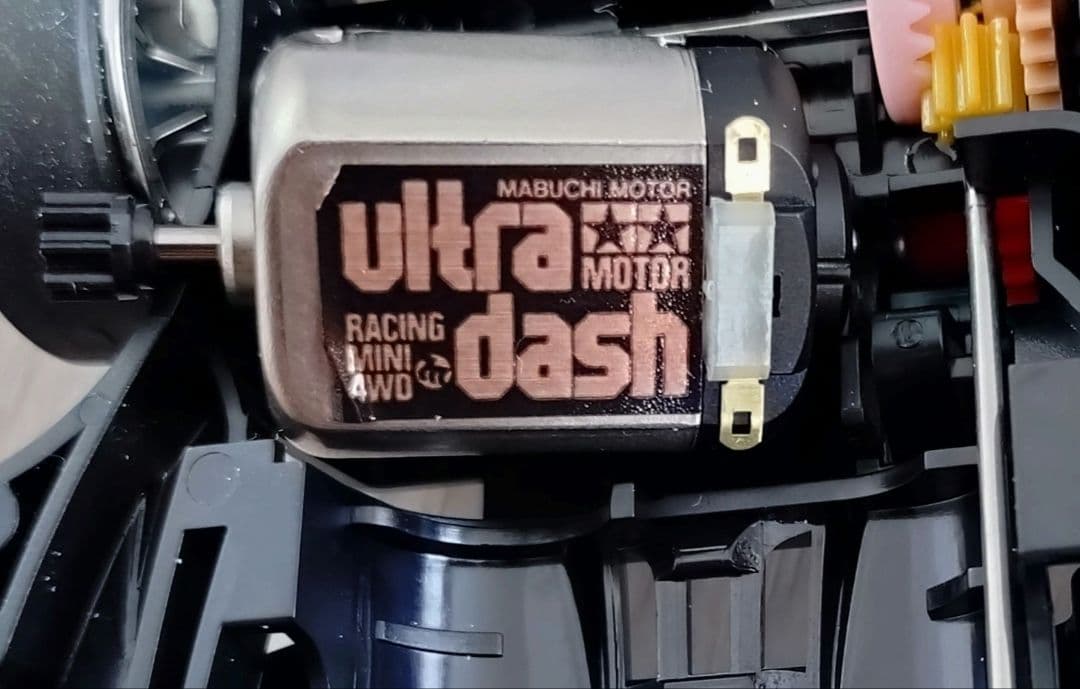 MABUCHI MOTOR
ultra
MOTOR
dash
RACING
MINI
4WD